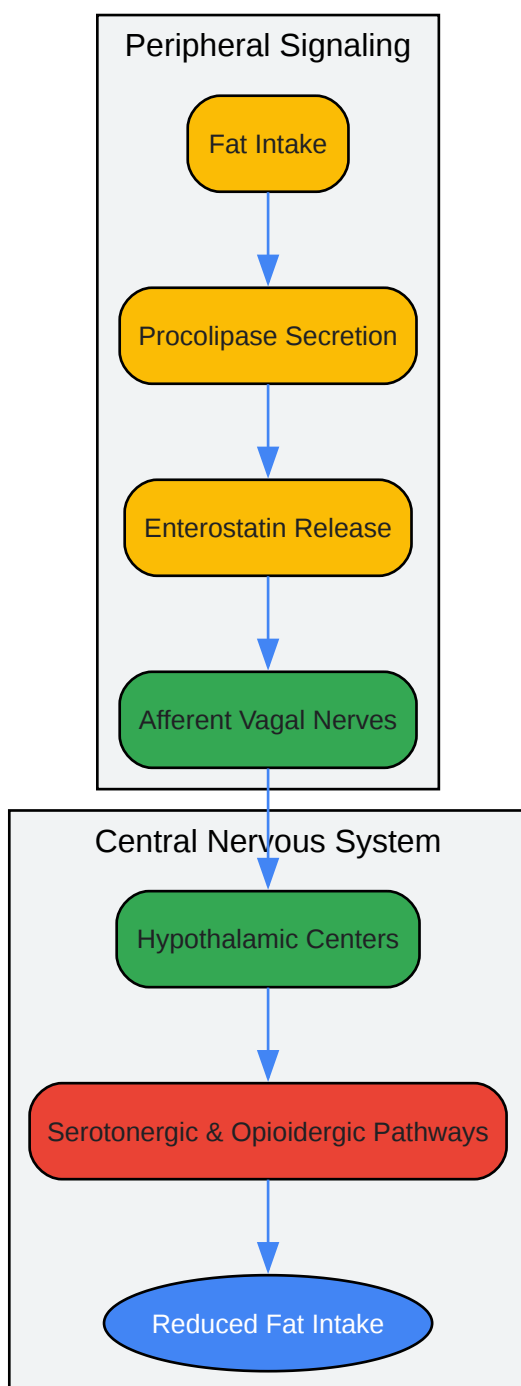 Peripheral Signaling
Fat Intake
Procolipase Secretion
Enterostatin Release
Afferent Vagal Nerves
Central Nervous System
Hypothalamic Centers
Serotonergic & Opioidergic Pathways
Reduced Fat Intake